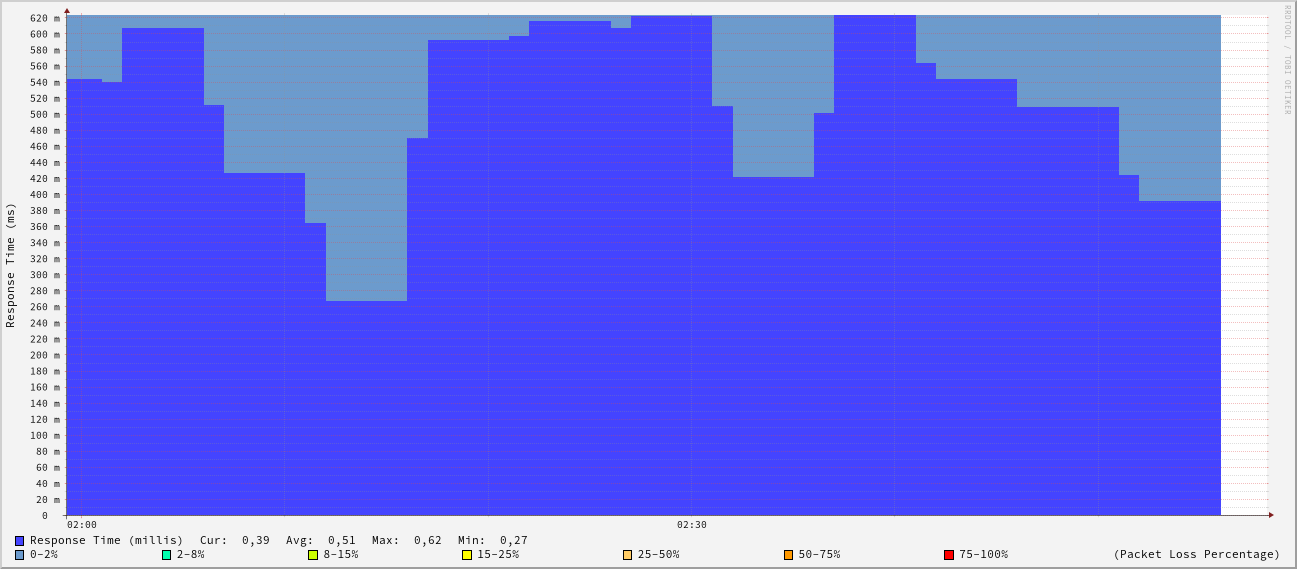 RRDTOOL / TOBI OETIKER
Response Time (ms)
620 m
600 m
580 m
560 m
540 m
520 m
500 m
480 m
460 m
440 m
420 m
400 m
380 m
360 m
340 m
320 m
300 m
280 m
260 m
240 m
220 m
200 m
180 m
160 m
140 m
120 m
100 m
80 m
60 m
40 m
20 m
0
02:00 02:30
Response Time (millis) Cur: 0,39 Avg: 0,51 Max: 0,62 Min: 0,27
0-2% 2-8% 8-15% 15-25% 25-50% 50-75% 75-100% (Packet Loss Percentage)